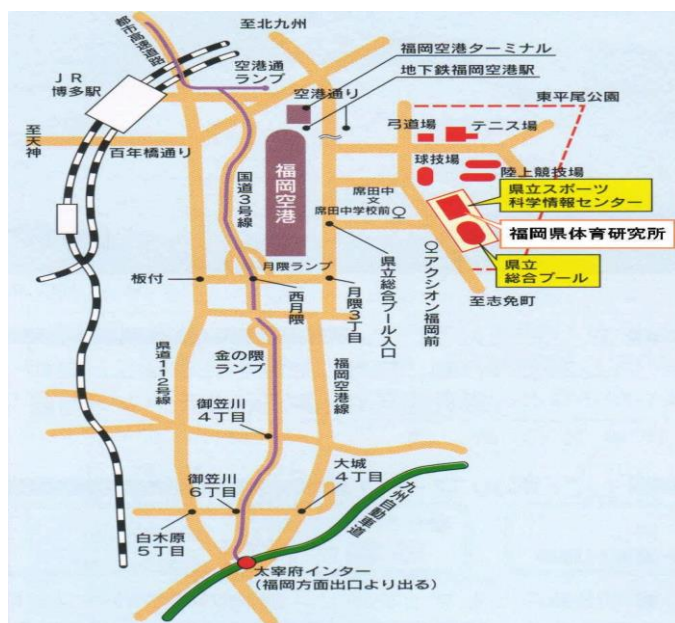 至北九州
都市高速道路
福岡空港ターミナル
空港通
ランプ
地下鉄福岡空港駅
JR
博多駅
空港通り
東平尾公園
弓道場
テニス場
至天神
百年橋通り
国道3号線
福岡空港
球技場
陸上競技場
席田中
文
席田中学校前
県立スポーツ
科学情報センター
福岡県体育研究所
県立
総合プール
アクシオン福岡前
月隈ランプ
県立総合プール入口
至志免町
板付
西月隈
月隈3丁目
県道112号線
金の隈
ランプ
福岡空港線
御笠川
4丁目
大城
4丁目
御笠川
6丁目
九州自動車道
白木原
5丁目
太宰府インター
(福岡方面出口より出る)